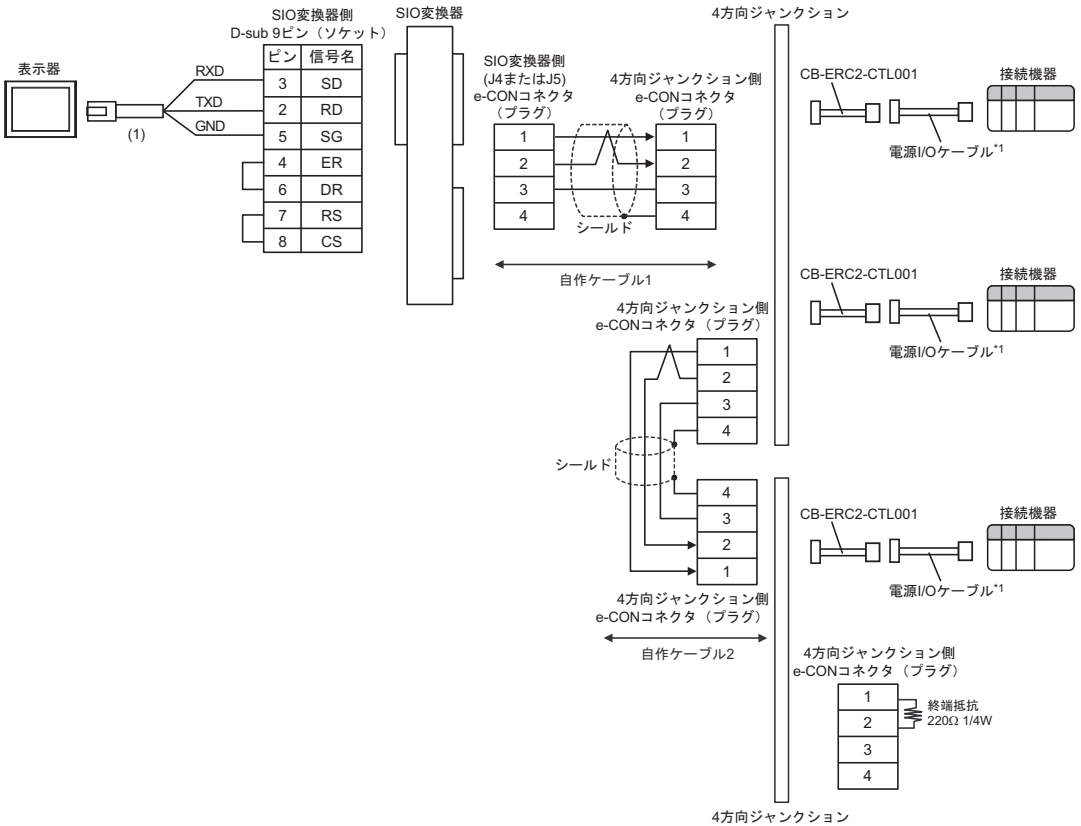 表示器
(1)
RXD
TXD
GND
SIO変換器側
D-sub 9ピン（ソケット）
ピン 信号名
3 SD
2 RD
5 SG
4 ER
6 DR
7 RS
8 CS
SIO変換器
SIO変換器側
(J4またはJ5)
e-CONコネクタ
（プラグ）
1
2
3
4
シールド
4方向ジャンクション側
e-CONコネクタ
（プラグ）
1
2
3
4
自作ケーブル1
4方向ジャンクション
CB-ERC2-CTL001
接続機器
電源I/Oケーブル*1
CB-ERC2-CTL001
接続機器
電源I/Oケーブル*1
4方向ジャンクション側
e-CONコネクタ（プラグ）
1
2
3
4
シールド
4
3
2
1
4方向ジャンクション側
e-CONコネクタ（プラグ）
自作ケーブル2
CB-ERC2-CTL001
接続機器
電源I/Oケーブル*1
4方向ジャンクション側
e-CONコネクタ（プラグ）
1
2
3
4
終端抵抗
220Ω 1/4W
4方向ジャンクション